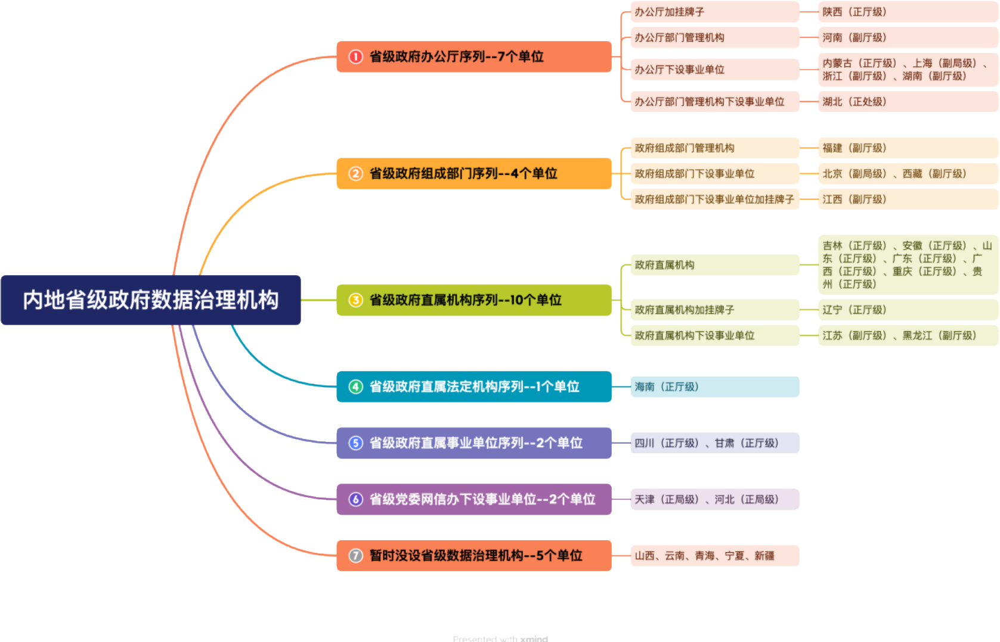 内地省级政府数据治理机构
① 省级政府办公厅序列--7个单位
办公厅加挂牌子
陕西（正厅级）
办公厅部门管理机构
河南（副厅级）
办公厅下设事业单位
内蒙古（正厅级）、上海（副局级）、
浙江（副厅级）、湖南（副厅级）
办公厅部门管理机构下设事业单位
湖北（正处级）
② 省级政府组成部门序列--4个单位
政府组成部门管理机构
福建（副厅级）
政府组成部门下设事业单位
北京（副局级）、西藏（副厅级）
政府组成部门下设事业单位加挂牌子
江西（副厅级）
③ 省级政府直属机构序列--10个单位
政府直属机构
吉林（正厅级）、安徽（正厅级）、山
东（正厅级）、广东（正厅级）、广
西（正厅级）、重庆（正厅级）、贵
州（正厅级）
政府直属机构加挂牌子
辽宁（正厅级）
政府直属机构下设事业单位
江苏（副厅级）、黑龙江（副厅级）
④ 省级政府直属法定机构序列--1个单位
海南（正厅级）
⑤ 省级政府直属事业单位序列--2个单位
四川（正厅级）、甘肃（正厅级）
⑥ 省级党委网信办下设事业单位--2个单位
天津（正局级）、河北（正局级）
⑦ 暂时没设省级数据治理机构--5个单位
山西、云南、青海、宁夏、新疆
Presented with xmind